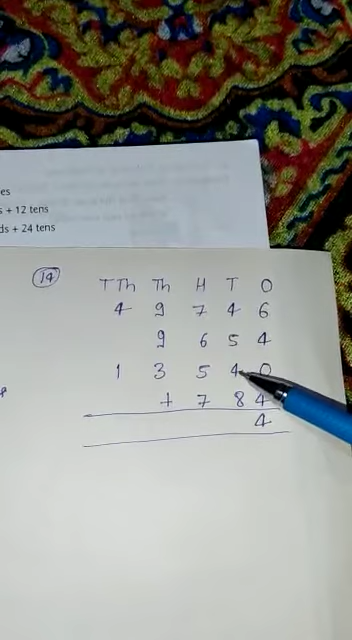 es
s + 12 tens
ds + 24 tens
14
T Th Th H T O
4 9 7 4 6
9 6 5 4
1 3 5 4 0
+ 7 8 4
4